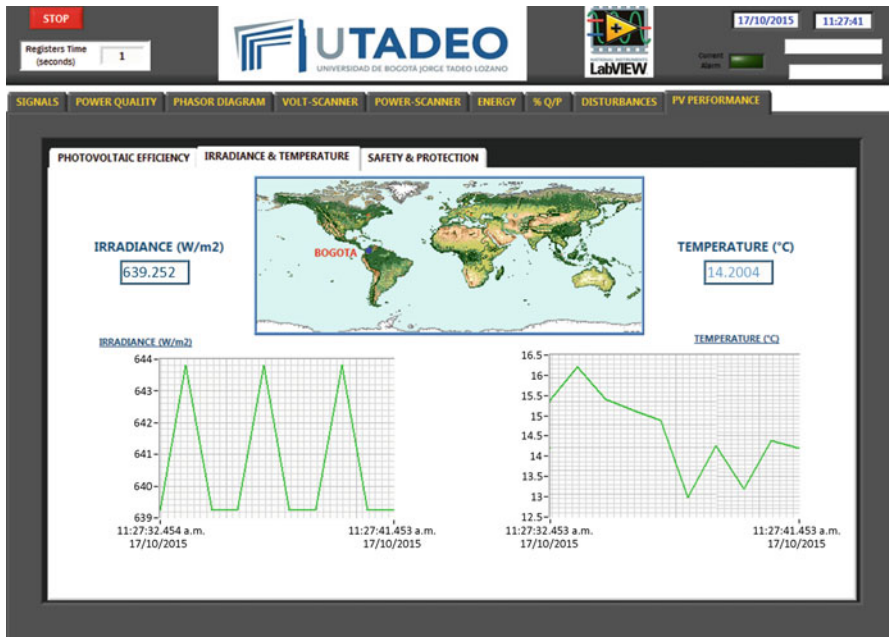 STOP
Registers Time
(seconds)
1
UTADEO
UNIVERSIDAD DE BOGOTÁ JORGE TADEO LOZANO
NATIONAL INSTRUMENTS
LabVIEW
17/10/2015
11:27:41
Current
Alarm
SIGNALS
POWER QUALITY
PHASOR DIAGRAM
VOLT-SCANNER
POWER-SCANNER
ENERGY
% Q/P
DISTURBANCES
PV PERFORMANCE
PHOTOVOLTAIC EFFICIENCY
IRRADIANCE & TEMPERATURE
SAFETY & PROTECTION
IRRADIANCE (W/m2)
639.252
BOGOTA
TEMPERATURE (°C)
14.2004
IRRADIANCE (W/m2)
644
643
642
641
640
639
11:27:32.454 a.m.
17/10/2015
11:27:41.453 a.m.
17/10/2015
TEMPERATURE (°C)
16.5
16
15.5
15
14.5
14
13.5
13
12.5
11:27:32.453 a.m.
17/10/2015
11:27:41.453 a.m.
17/10/2015